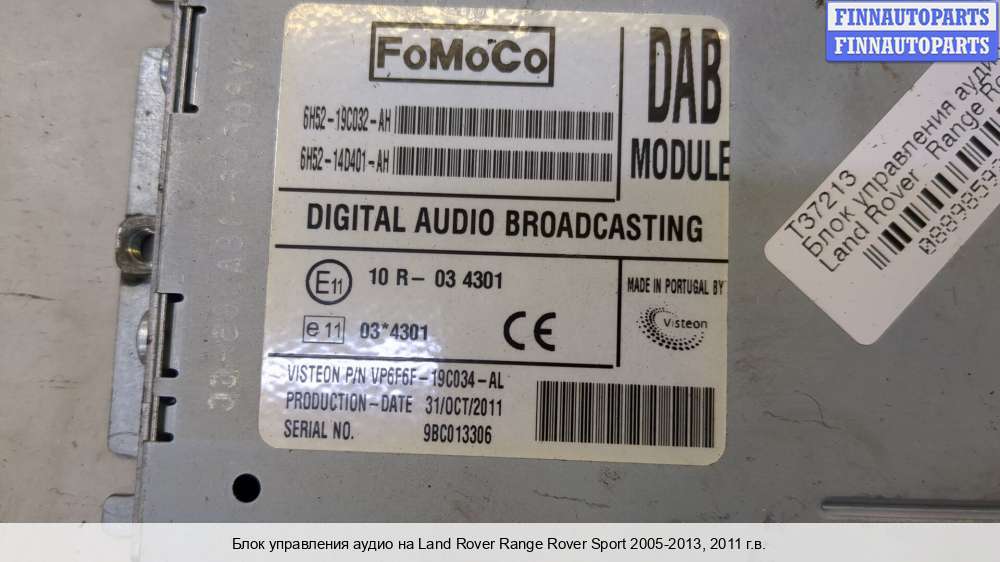 FINNAUTOPARTS
FINNAUTOPARTS
FoMoCo
6H52-19C032-AH
6H52-14D401-AH
DAB
MODULE
DIGITAL AUDIO BROADCASTING
E11 10 R- 03 4301
e 11 03*4301
CE
MADE IN PORTUGAL BY
Visteon
VISTEON P/N VP6F6F-19C034-AL
PRODUCTION-DATE 31/OCT/2011
SERIAL NO. 9BC013306
T37213
Блок управления
Land Rover Range
Блок управления аудио на Land Rover Range Rover Sport 2005-2013, 2011 г.в.